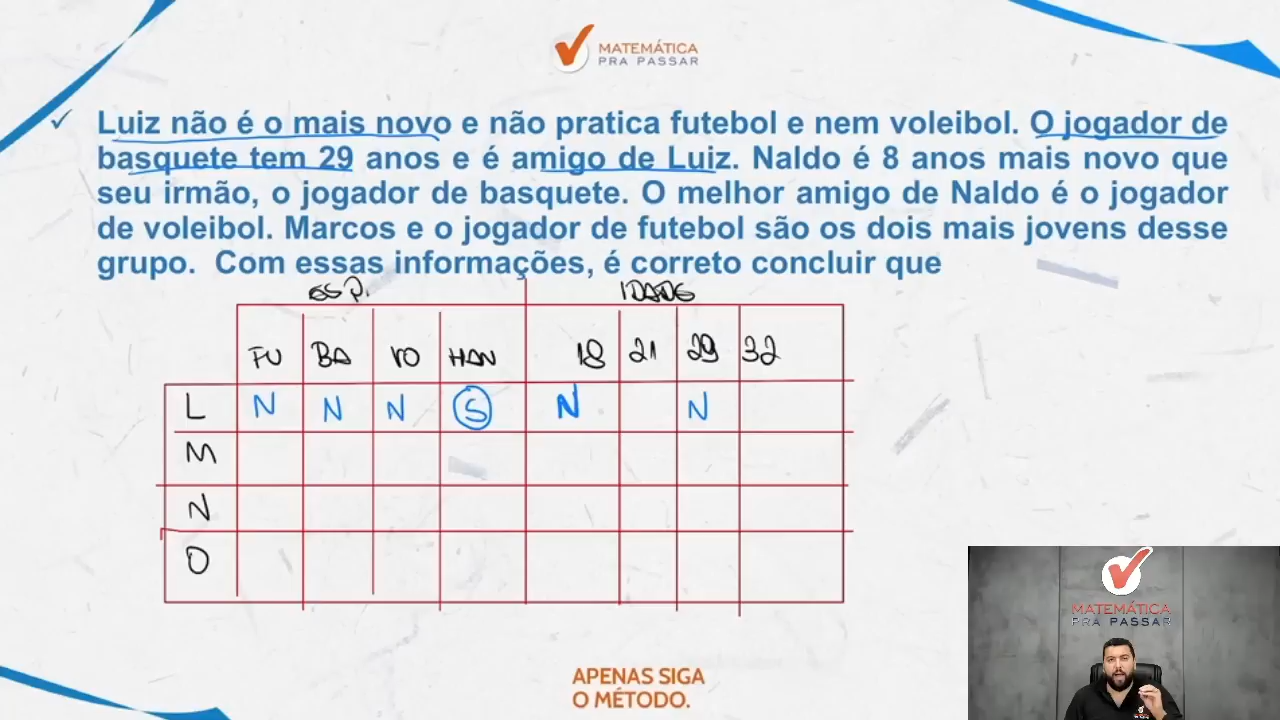 MATEMÁTICA
PRA PASSAR
Luiz não é o mais novo e não pratica futebol e nem voleibol. O jogador de
basquete tem 29 anos e é amigo de Luiz. Naldo é 8 anos mais novo que
seu irmão, o jogador de basquete. O melhor amigo de Naldo é o jogador
de voleibol. Marcos e o jogador de futebol são os dois mais jovens desse
grupo. Com essas informações, é correto concluir que
ESP. IDADE
FU BA VO HAN 18 21 29 32
L N N N S N N
M
N
O
MATEMÁTICA
PRA PASSAR
APENAS SIGA
O MÉTODO.